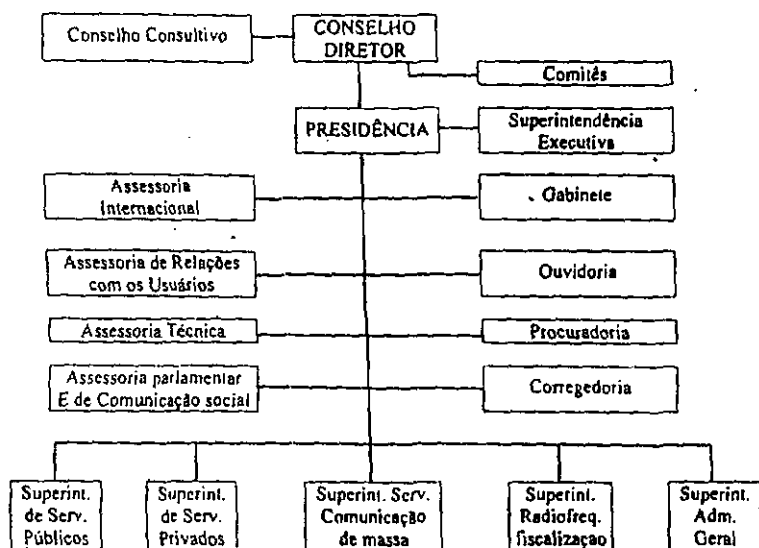 Conselho Consultivo
CONSELHO
DIRETOR
Comitês
PRESIDÊNCIA
Superintendência
Executiva
Assessoria
Internacional
Gabinete
Assessoria de Relações
com os Usuários
Ouvidoria
Assessoria Técnica
Procuradoria
Assessoria parlamentar
E de Comunicação social
Corregedoria
Superint.
de Serv.
Públicos
Superint.
de Serv.
Privados
Superint. Serv.
Comunicação
de massa
Superint.
Radiofreq.
fiscalização
Superint.
Adm.
Geral